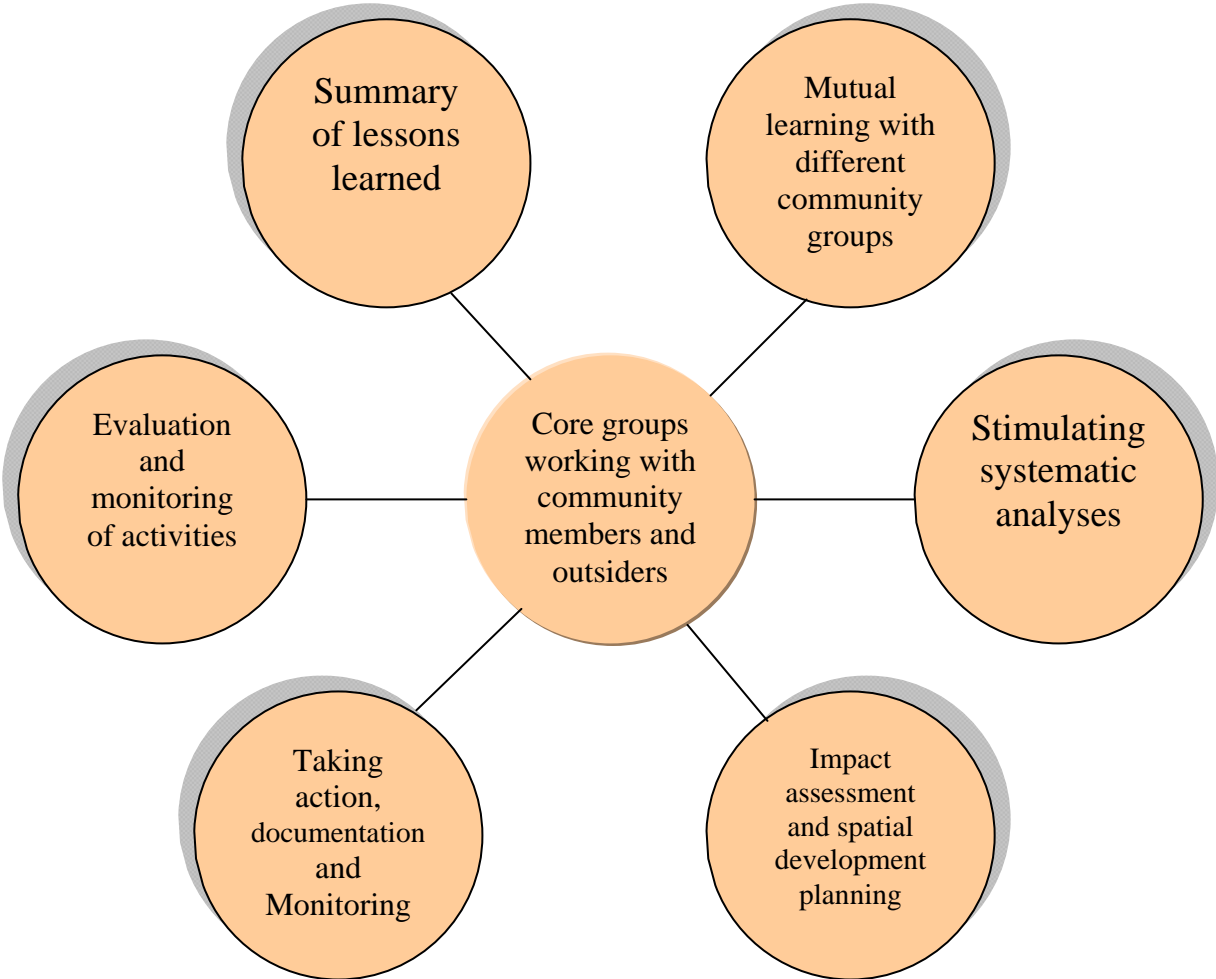 Summary
of lessons
learned
Mutual
learning with
different
community
groups
Evaluation
and
monitoring
of activities
Core groups
working with
community
members and
outsiders
Stimulating
systematic
analyses
Taking
action,
documentation
and
Monitoring
Impact
assessment
and spatial
development
planning